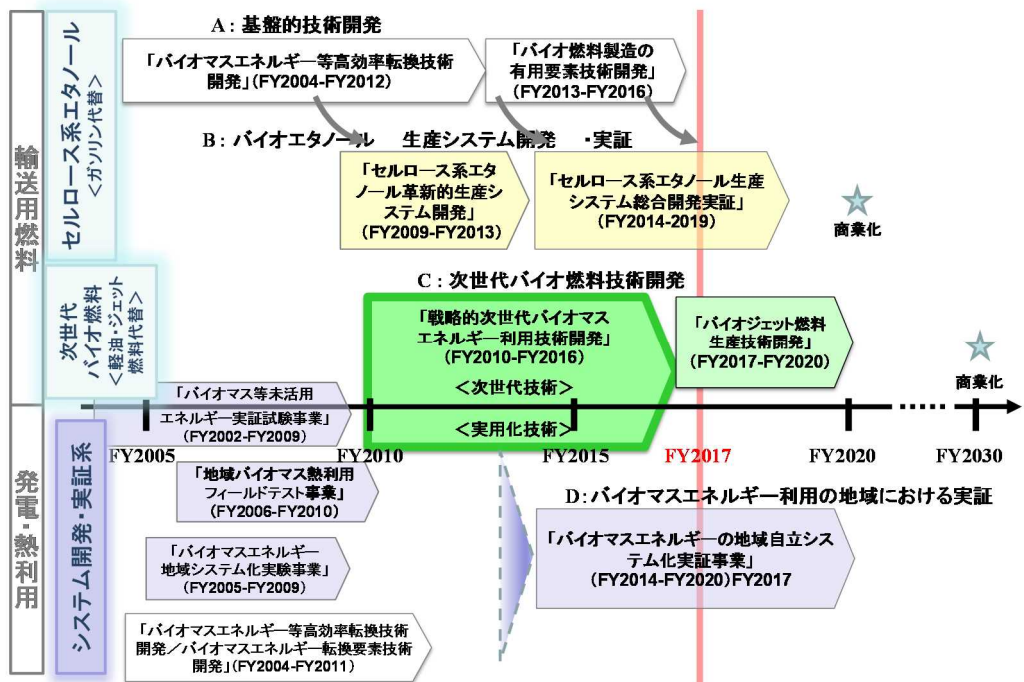 輸送用燃料
セルロース系エタノール
<ガソリン代替>
A：基盤的技術開発
「バイオマスエネルギー等高効率転換技術
開発」(FY2004-FY2012)
「バイオ燃料製造の
有用要素技術開発」
(FY2013-FY2016)
B：バイオエタノール 生産システム開発 ・実証
「セルロース系エタ
ノール革新的生産シ
ステム開発」
(FY2009-FY2013)
「セルロース系エタノール生産
システム総合開発実証」
(FY2014-2019)
商業化
次世代
バイオ燃料
<軽油・ジェット
燃料代替>
C：次世代バイオ燃料技術開発
「戦略的次世代バイオマス
エネルギー利用技術開発」
(FY2010-FY2016)
＜次世代技術＞
＜実用化技術＞
「バイオジェット燃料
生産技術開発」
(FY2017-FY2020)
商業化
FY2005
FY2010
FY2015
FY2017
FY2020
FY2030
発電・熱利用
システム開発・実証系
「バイオマス等未活用
エネルギー実証試験事業」
(FY2002-FY2009)
「地域バイオマス熱利用
フィールドテスト事業」
(FY2006-FY2010)
「バイオマスエネルギー
地域システム化実験事業」
(FY2005-FY2009)
「バイオマスエネルギー等高効率転換技術
開発／バイオマスエネルギー転換要素技術
開発」(FY2004-FY2011)
D：バイオマスエネルギー利用の地域における実証
「バイオマスエネルギーの地域自立シス
テム化実証事業」
(FY2014-FY2020)FY2017